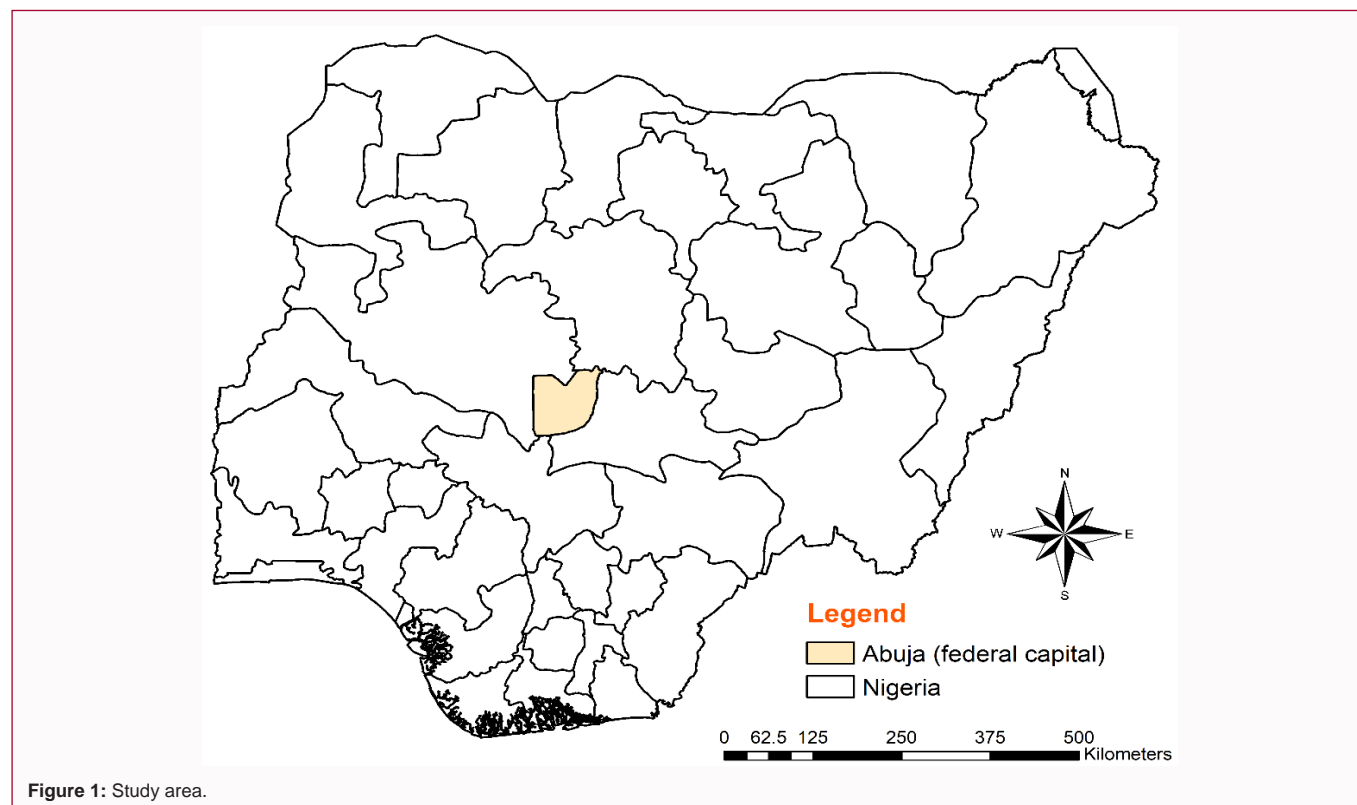 N
W E
S
Legend
Abuja (federal capital)
Nigeria
0 62.5 125 250 375 500
Kilometers
Figure 1: Study area.